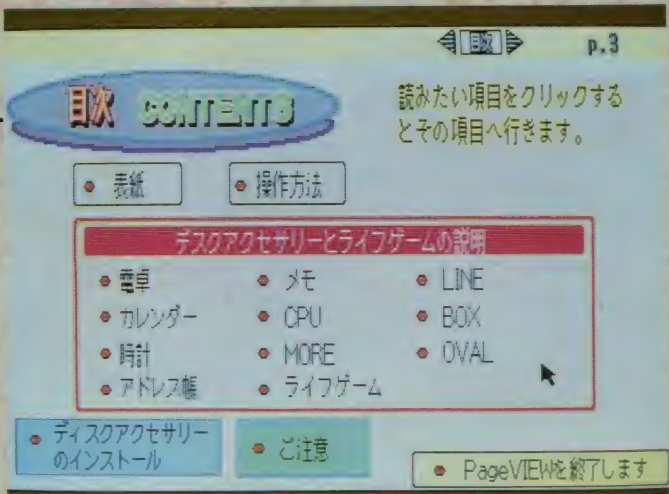 目次 p.3
目次 CONTENTS
読みたい項目をクリックする
とその項目へ行きます。
表紙 操作方法
デスクアクセサリーとライフゲームの説明
電卓 メモ LINE
カレンダー CPU BOX
時計 MORE OVAL
アドレス帳 ライフゲーム
ディスクアクセサリー
のインストール
ご注意
PageVIEWを終了します